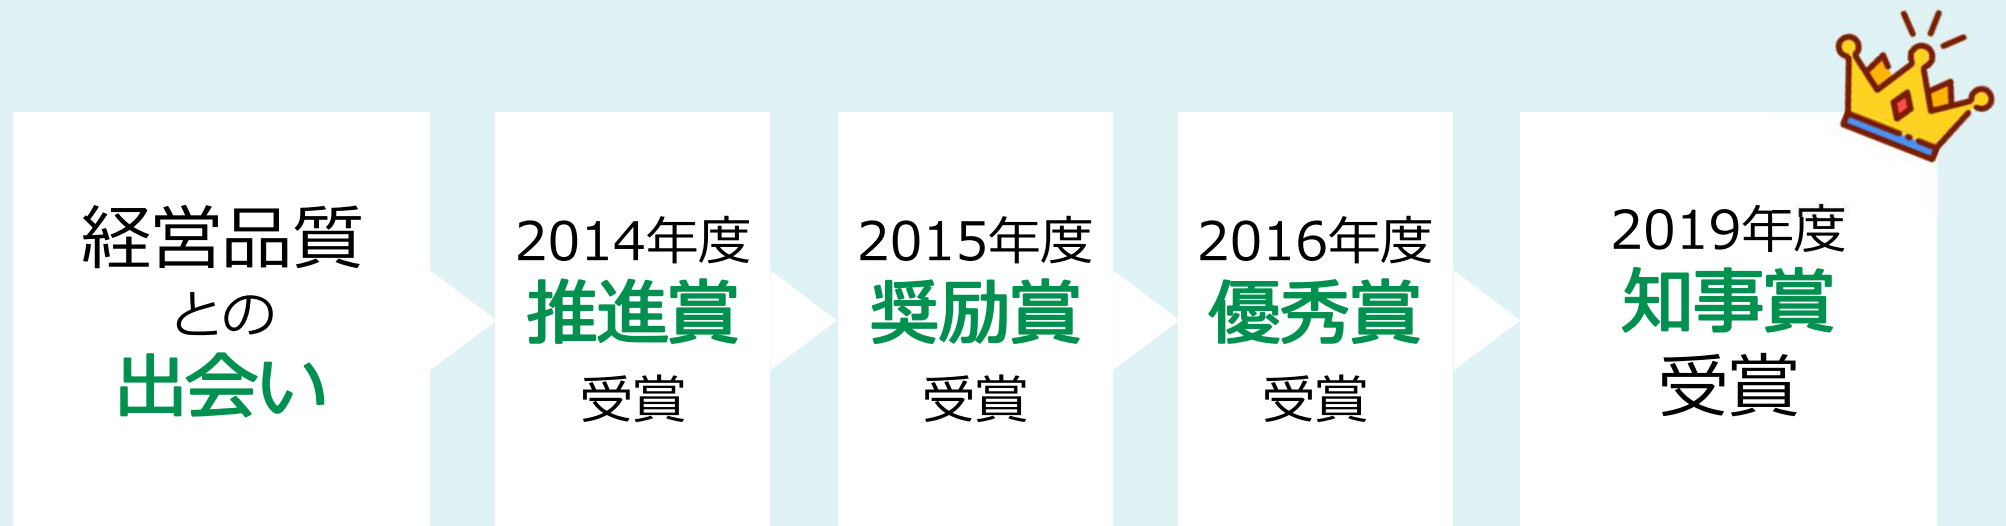 経営品質
との
出会い
2014年度
推進賞
受賞
2015年度
奨励賞
受賞
2016年度
優秀賞
受賞
2019年度
知事賞
受賞